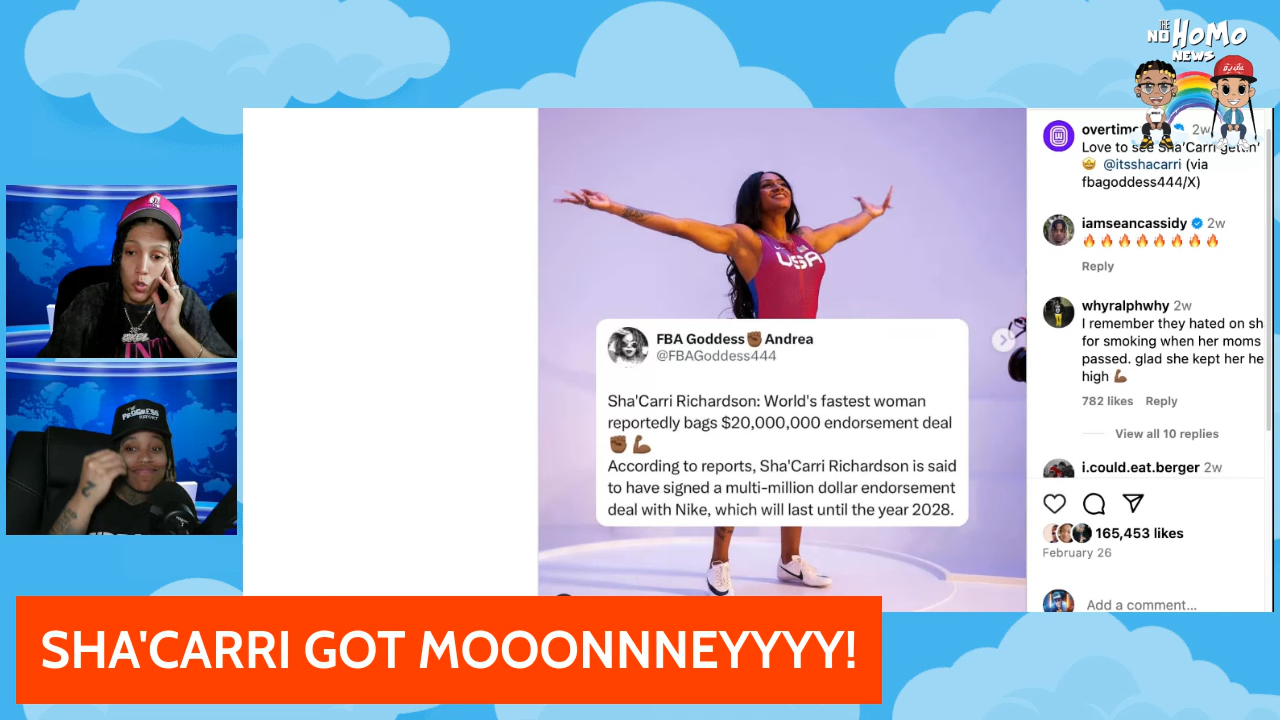 THE
NO HOMO
NEWS
2w
Love to see Sha'Carri gettin'
🤩 @itsshacarri (via
fbagoddess444/X)
iamseancassidy 2w
🔥🔥🔥🔥🔥🔥🔥🔥
Reply
whyralphwhy 2w
I remember they hated on sh
for smoking when her moms
passed. glad she kept her he
high 💪🏾
782 likes Reply
View all 10 replies
i.could.eat.berger 2w
165,453 likes
February 26
Add a comment...
USA
FBA Goddess✊🏾Andrea
@FBAGoddess444
Sha'Carri Richardson: World's fastest woman
reportedly bags $20,000,000 endorsement deal
✊🏾💪🏾
According to reports, Sha'Carri Richardson is said
to have signed a multi-million dollar endorsement
deal with Nike, which will last until the year 2028.
THE
PROGRESS
REPORT
SHA'CARRI GOT MOOONNNEYYYY!